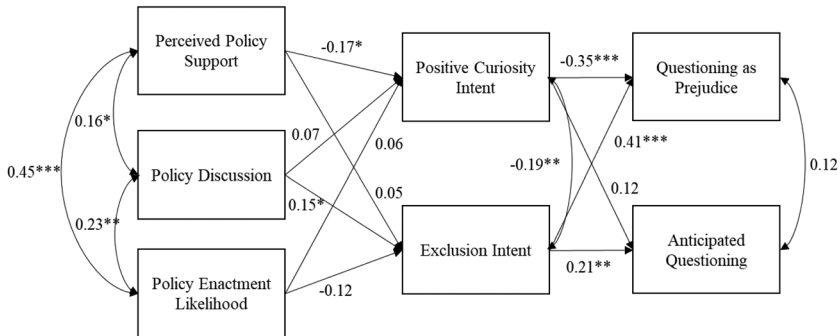 Perceived Policy
Support
-0.17*
Positive Curiosity
Intent
-0.35***
Questioning as
Prejudice
0.16*
0.07
0.06
0.41***
0.45***
Policy Discussion
-0.19**
0.12
0.12
0.05
0.15*
0.23**
Policy Enactment
Likelihood
-0.12
Exclusion Intent
0.21**
Anticipated
Questioning